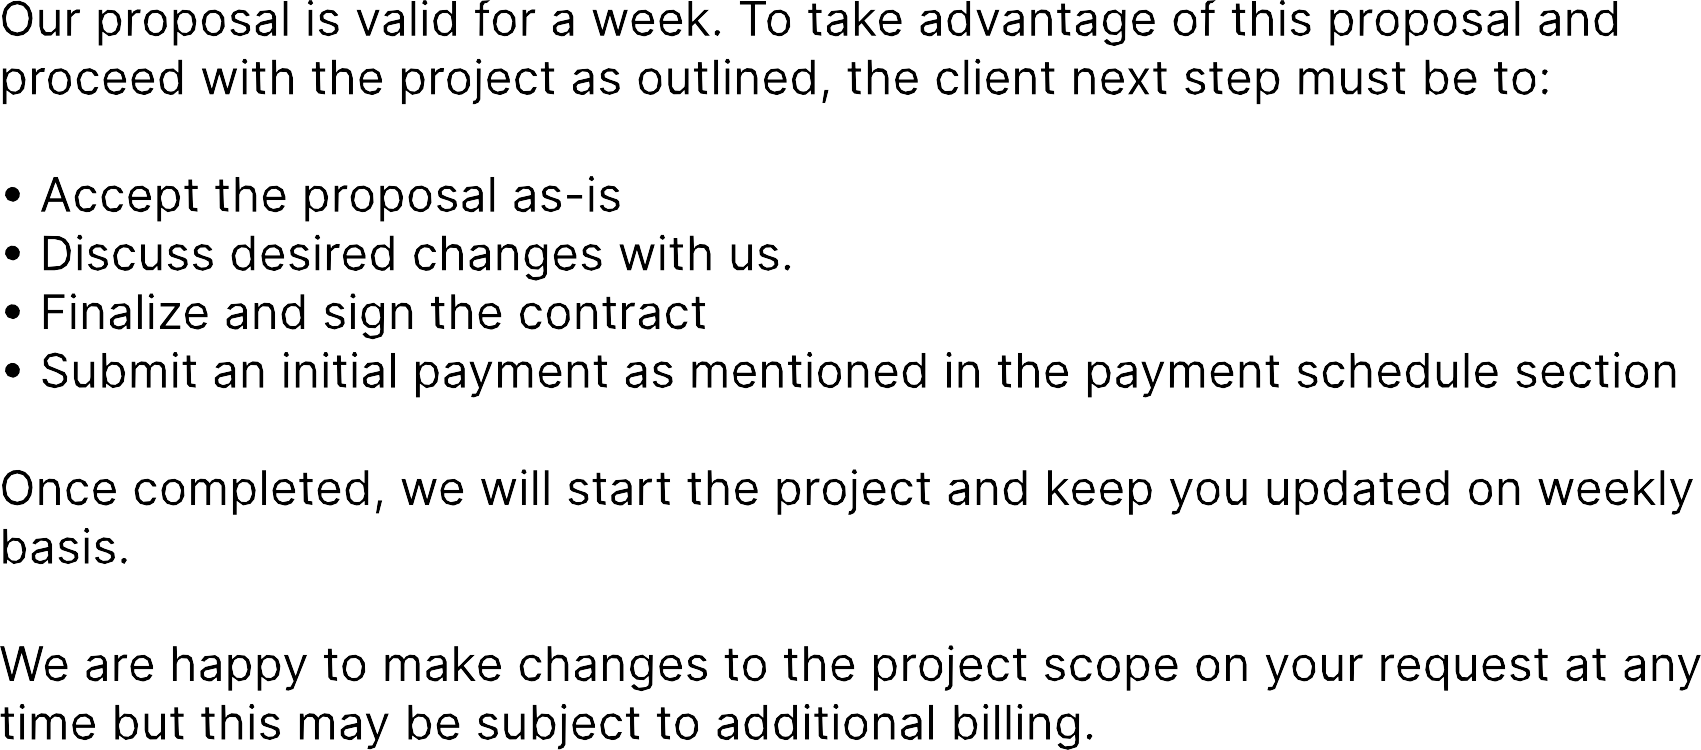 Our proposal is valid for a week. To take advantage of this proposal and
proceed with the project as outlined, the client next step must be to:
• Accept the proposal as-is
• Discuss desired changes with us.
• Finalize and sign the contract
• Submit an initial payment as mentioned in the payment schedule section
Once completed, we will start the project and keep you updated on weekly
basis.
We are happy to make changes to the project scope on your request at any
time but this may be subject to additional billing.